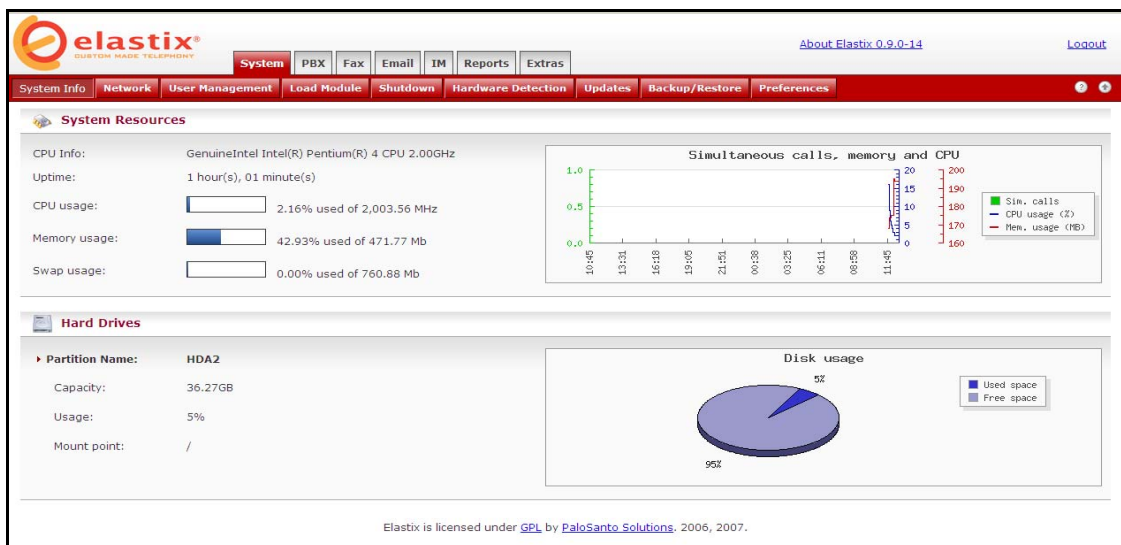 elastix®
CUSTOM MADE TELEPHONY
About Elastix 0.9.0-14
Logout
System PBX Fax Email IM Reports Extras
System Info Network User Management Load Module Shutdown Hardware Detection Updates Backup/Restore Preferences
System Resources
CPU Info: GenuineIntel Intel(R) Pentium(R) 4 CPU 2.00GHz
Uptime: 1 hour(s), 01 minute(s)
CPU usage: 2.16% used of 2,003.56 MHz
Memory usage: 42.93% used of 471.77 Mb
Swap usage: 0.00% used of 760.88 Mb
Simultaneous calls, memory and CPU
1.0
0.5
0.0
20
15
10
5
0
200
190
180
170
160
10:45 13:31 16:18 19:05 21:51 00:38 03:25 06:11 08:58 11:45
Sim. calls
CPU usage (%)
Mem. usage (MB)
Hard Drives
Partition Name: HDA2
Capacity: 36.27GB
Usage: 5%
Mount point: /
Disk usage
5%
95%
Used space
Free space
Elastix is licensed under GPL by PaloSanto Solutions. 2006, 2007.